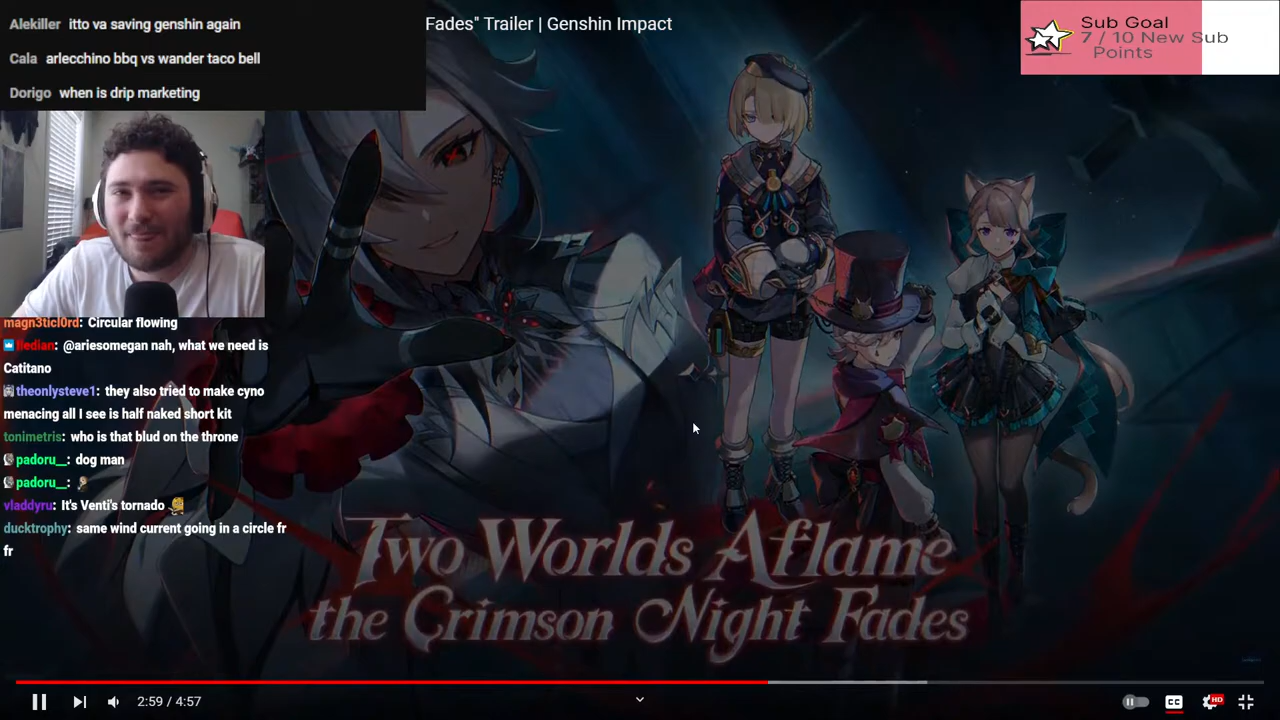 Alekiller itto va saving genshin again
Fades" Trailer | Genshin Impact
Cala arlecchino bbq vs wander taco bell
Dorigo when is drip marketing
Sub Goal
7 / 10 New Sub
Points
magn3ticl0rd: Circular flowing
: @ariesomegan nah, what we need is
Catitano
theonlysteve1: they also tried to make cyno
menacing all I see is half naked short kit
tonimetris: who is that blud on the throne
padoru__: dog man
padoru__:
vladdyru: It's Venti's tornado
ducktrophy: same wind current going in a circle fr
fr
Two Worlds Aflame
the Crimson Night Fades
2:59 / 4:57
CC
HD